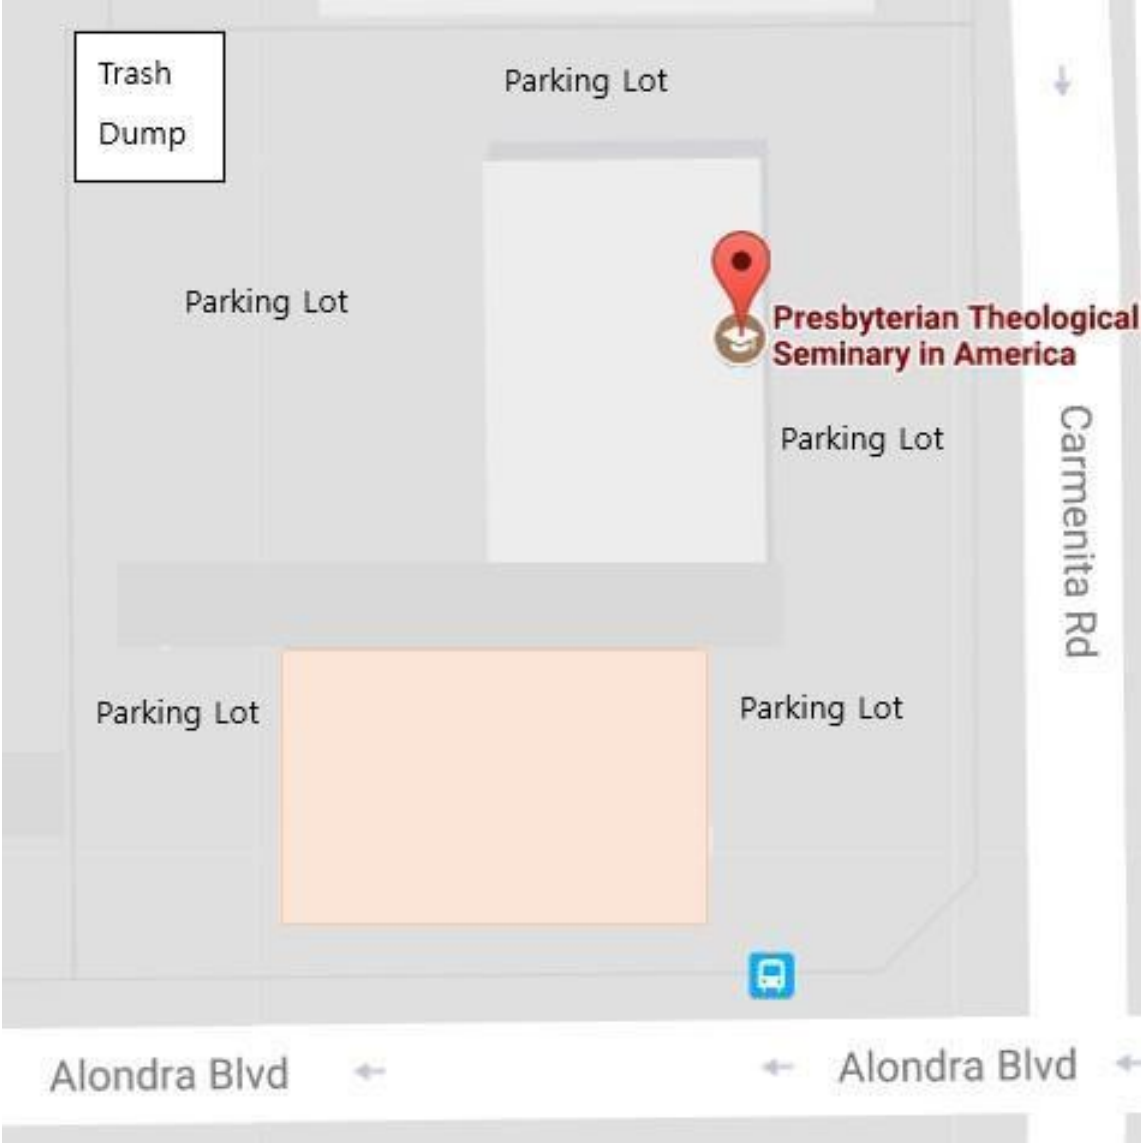 Trash
Dump
Parking Lot
Parking Lot
Presbyterian Theological
Seminary in America
Parking Lot
Carmenita Rd
Parking Lot
Parking Lot
Alondra Blvd
Alondra Blvd